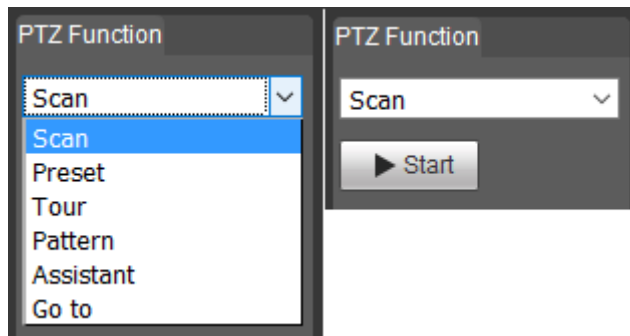 PTZ Function
Scan
Scan
Preset
Tour
Pattern
Assistant
Go to
PTZ Function
Scan
Start